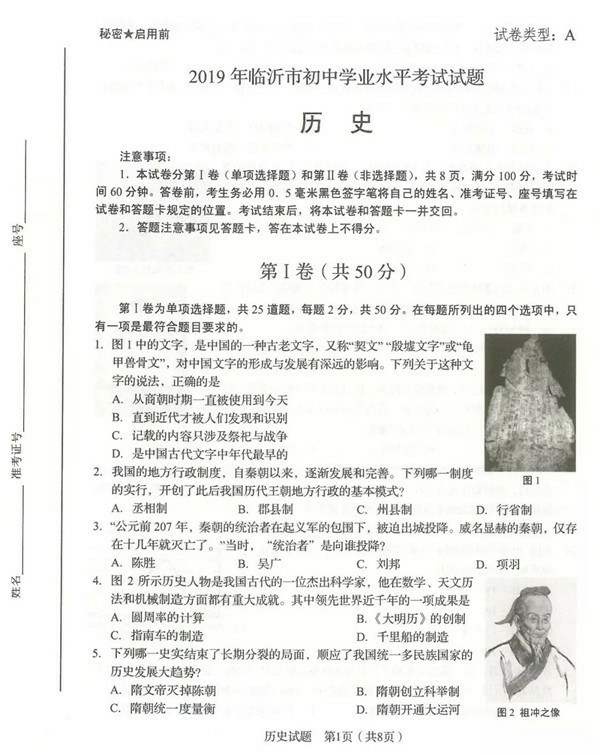 秘密★启用前
试卷类型：A
2019 年临沂市初中学业水平考试试题
历 史
注意事项：
1．本试卷分第Ⅰ卷（单项选择题）和第Ⅱ卷（非选择题），共 8 页，满分 100 分，考试时
间 60 分钟。答卷前，考生务必用 0．5 毫米黑色签字笔将自己的姓名、准考证号、座号填写在
试卷和答题卡规定的位置。考试结束后，将本试卷和答题卡一并交回。
2．答题注意事项见答题卡，答在本试卷上不得分。
第Ⅰ卷（共 50 分）
第Ⅰ卷为单项选择题，共 25 道题，每题 2 分，共 50 分。在每题所列出的四个选项中，只
有一项是最符合题目要求的。
1．图 1 中的文字，是中国的一种古老文字，又称“契文”“殷墟文字”或“龟
甲兽骨文”，对中国文字的形成与发展有深远的影响。下列关于这种文
字的说法，正确的是
A．从商朝时期一直被使用到今天
B．直到近代才被人们发现和识别
C．记载的内容只涉及祭祀与战争
D．是中国古代文字中年代最早的
图 1
2．我国的地方行政制度，自秦朝以来，逐渐发展和完善。下列哪一制度
的实行，开创了此后我国历代王朝地方行政的基本模式？
A．丞相制 B．郡县制 C．州县制 D．行省制
3．“公元前 207 年，秦朝的统治者在起义军的包围下，被迫出城投降。威名显赫的秦朝，仅存
在十几年就灭亡了。”当时，“统治者”是向谁投降？
A．陈胜 B．吴广 C．刘邦 D．项羽
4．图 2 所示历史人物是我国古代的一位杰出科学家，他在数学、天文历
法和机械制造方面都有重大成就。其中领先世界近千年的一项成果是
A．圆周率的计算 B．《大明历》的创制
C．指南车的制造 D．千里船的制造
5．下列哪一史实结束了长期分裂的局面，顺应了我国统一多民族国家的
历史发展大趋势？
A．隋文帝灭掉陈朝 B．隋朝创立科举制
C．隋朝统一度量衡 D．隋朝开通大运河
图 2 祖冲之像
历史试题 第1页（共8页）
座号
准考证号
姓名